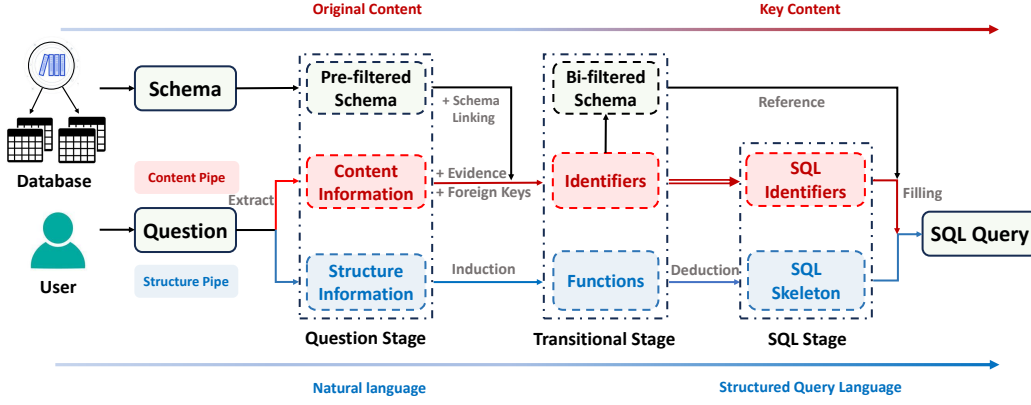 Original Content
Key Content
Schema
Pre-filtered
Schema
+ Schema
Linking
Bi-filtered
Schema
Reference
Database
Content Pipe
Extract
Content
Information
+ Evidence
+ Foreign Keys
Identifiers
SQL
Identifiers
Filling
Question
SQL Query
User
Structure Pipe
Structure
Information
Induction
Functions
Deduction
SQL
Skeleton
Question Stage
Transitional Stage
SQL Stage
Natural language
Structured Query Language